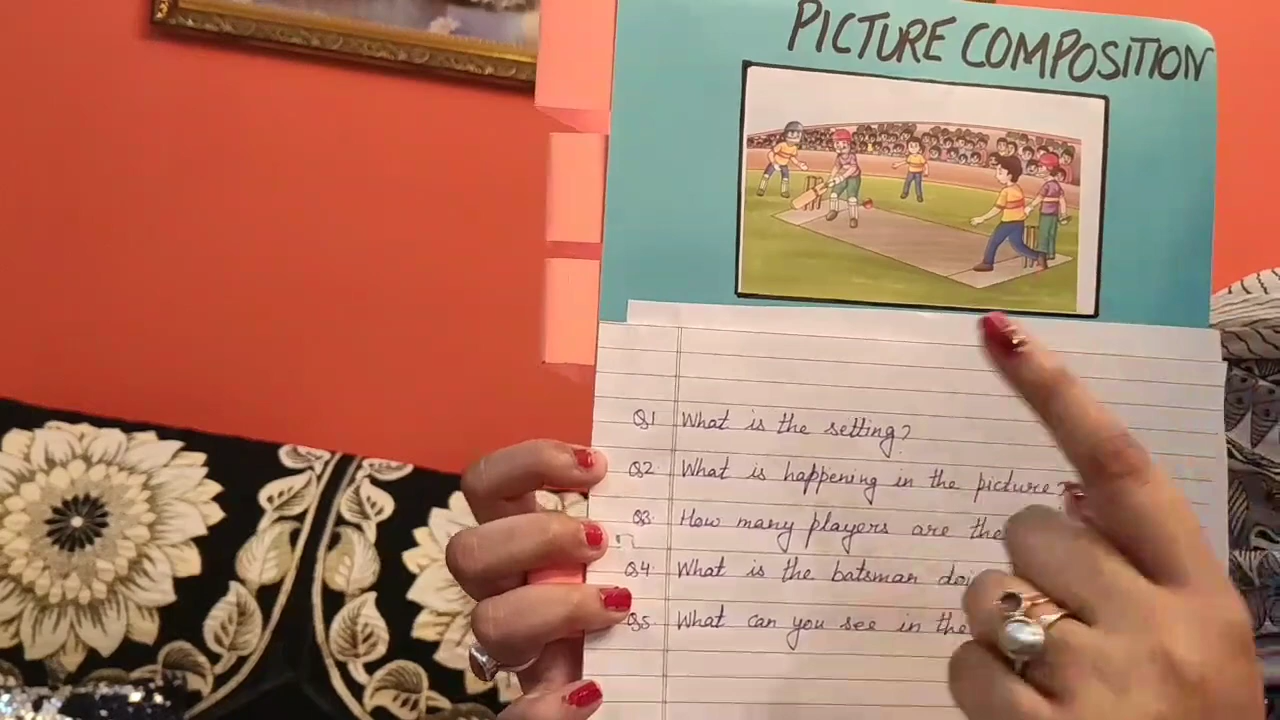 PICTURE COMPOSITION
Q1 What is the setting?
Q2 What is happening in the picture?
Q3. How many players are
Q4 What is the batsman
Q5 What can you see in the